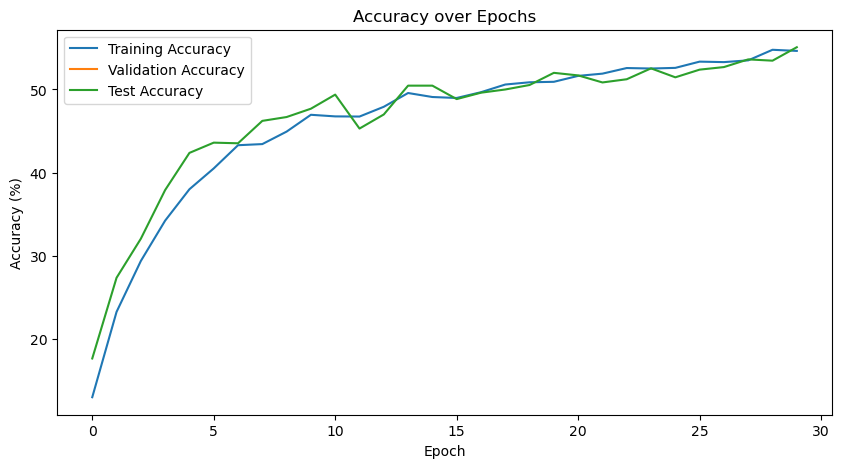 Accuracy over Epochs
Training Accuracy
Validation Accuracy
Test Accuracy
Accuracy (%)
50
40
30
20
0 5 10 15 20 25 30
Epoch